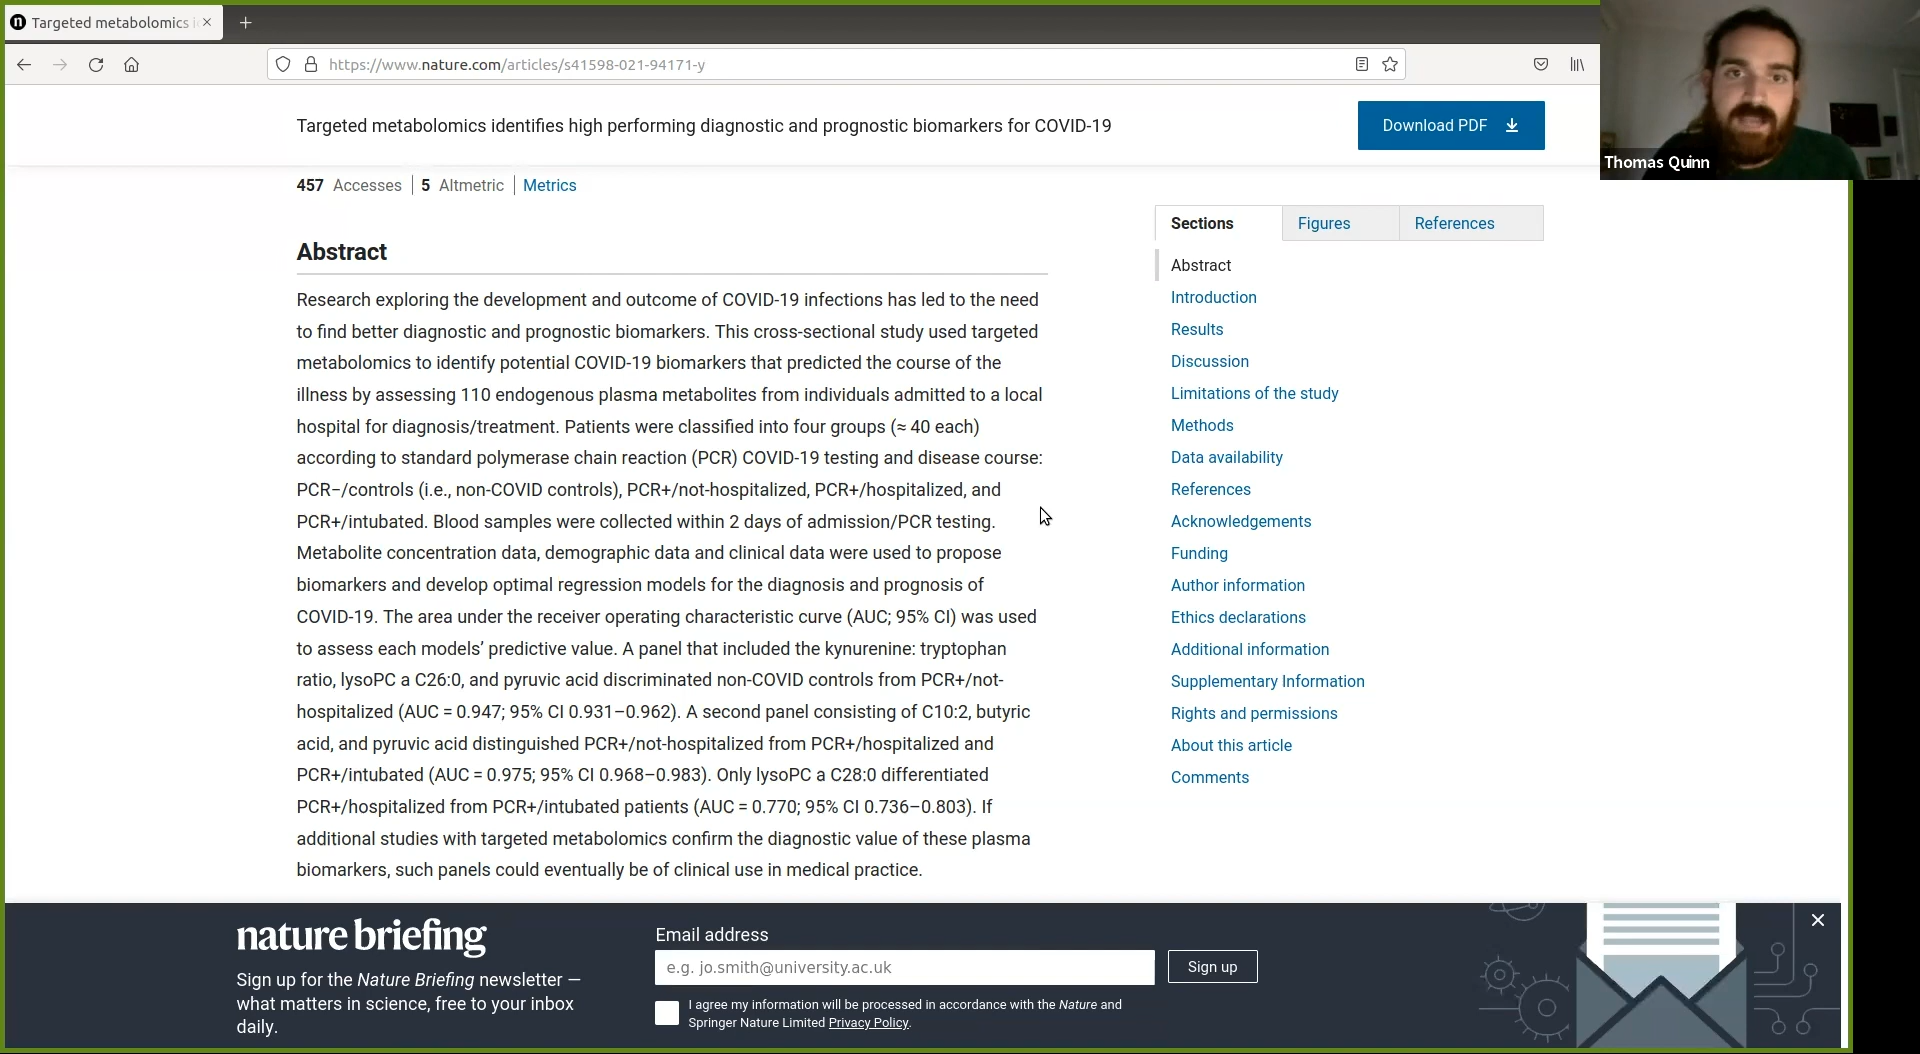 Targeted metabolomics i
https://www.nature.com/articles/s41598-021-94171-y
Thomas Quinn
Targeted metabolomics identifies high performing diagnostic and prognostic biomarkers for COVID-19
Download PDF
457 Accesses | 5 Altmetric | Metrics
Abstract
Research exploring the development and outcome of COVID-19 infections has led to the need
to find better diagnostic and prognostic biomarkers. This cross-sectional study used targeted
metabolomics to identify potential COVID-19 biomarkers that predicted the course of the
illness by assessing 110 endogenous plasma metabolites from individuals admitted to a local
hospital for diagnosis/treatment. Patients were classified into four groups (≈ 40 each)
according to standard polymerase chain reaction (PCR) COVID-19 testing and disease course:
PCR−/controls (i.e., non-COVID controls), PCR+/not-hospitalized, PCR+/hospitalized, and
PCR+/intubated. Blood samples were collected within 2 days of admission/PCR testing.
Metabolite concentration data, demographic data and clinical data were used to propose
biomarkers and develop optimal regression models for the diagnosis and prognosis of
COVID-19. The area under the receiver operating characteristic curve (AUC; 95% CI) was used
to assess each models’ predictive value. A panel that included the kynurenine: tryptophan
ratio, lysoPC a C26:0, and pyruvic acid discriminated non-COVID controls from PCR+/not-
hospitalized (AUC = 0.947; 95% CI 0.931–0.962). A second panel consisting of C10:2, butyric
acid, and pyruvic acid distinguished PCR+/not-hospitalized from PCR+/hospitalized and
PCR+/intubated (AUC = 0.975; 95% CI 0.968–0.983). Only lysoPC a C28:0 differentiated
PCR+/hospitalized from PCR+/intubated patients (AUC = 0.770; 95% CI 0.736–0.803). If
additional studies with targeted metabolomics confirm the diagnostic value of these plasma
biomarkers, such panels could eventually be of clinical use in medical practice.
Sections
Figures
References
Abstract
Introduction
Results
Discussion
Limitations of the study
Methods
Data availability
References
Acknowledgements
Funding
Author information
Ethics declarations
Additional information
Supplementary Information
Rights and permissions
About this article
Comments
nature briefing
Sign up for the Nature Briefing newsletter —
what matters in science, free to your inbox
daily.
Email address
e.g. jo.smith@university.ac.uk
Sign up
I agree my information will be processed in accordance with the Nature and
Springer Nature Limited Privacy Policy.